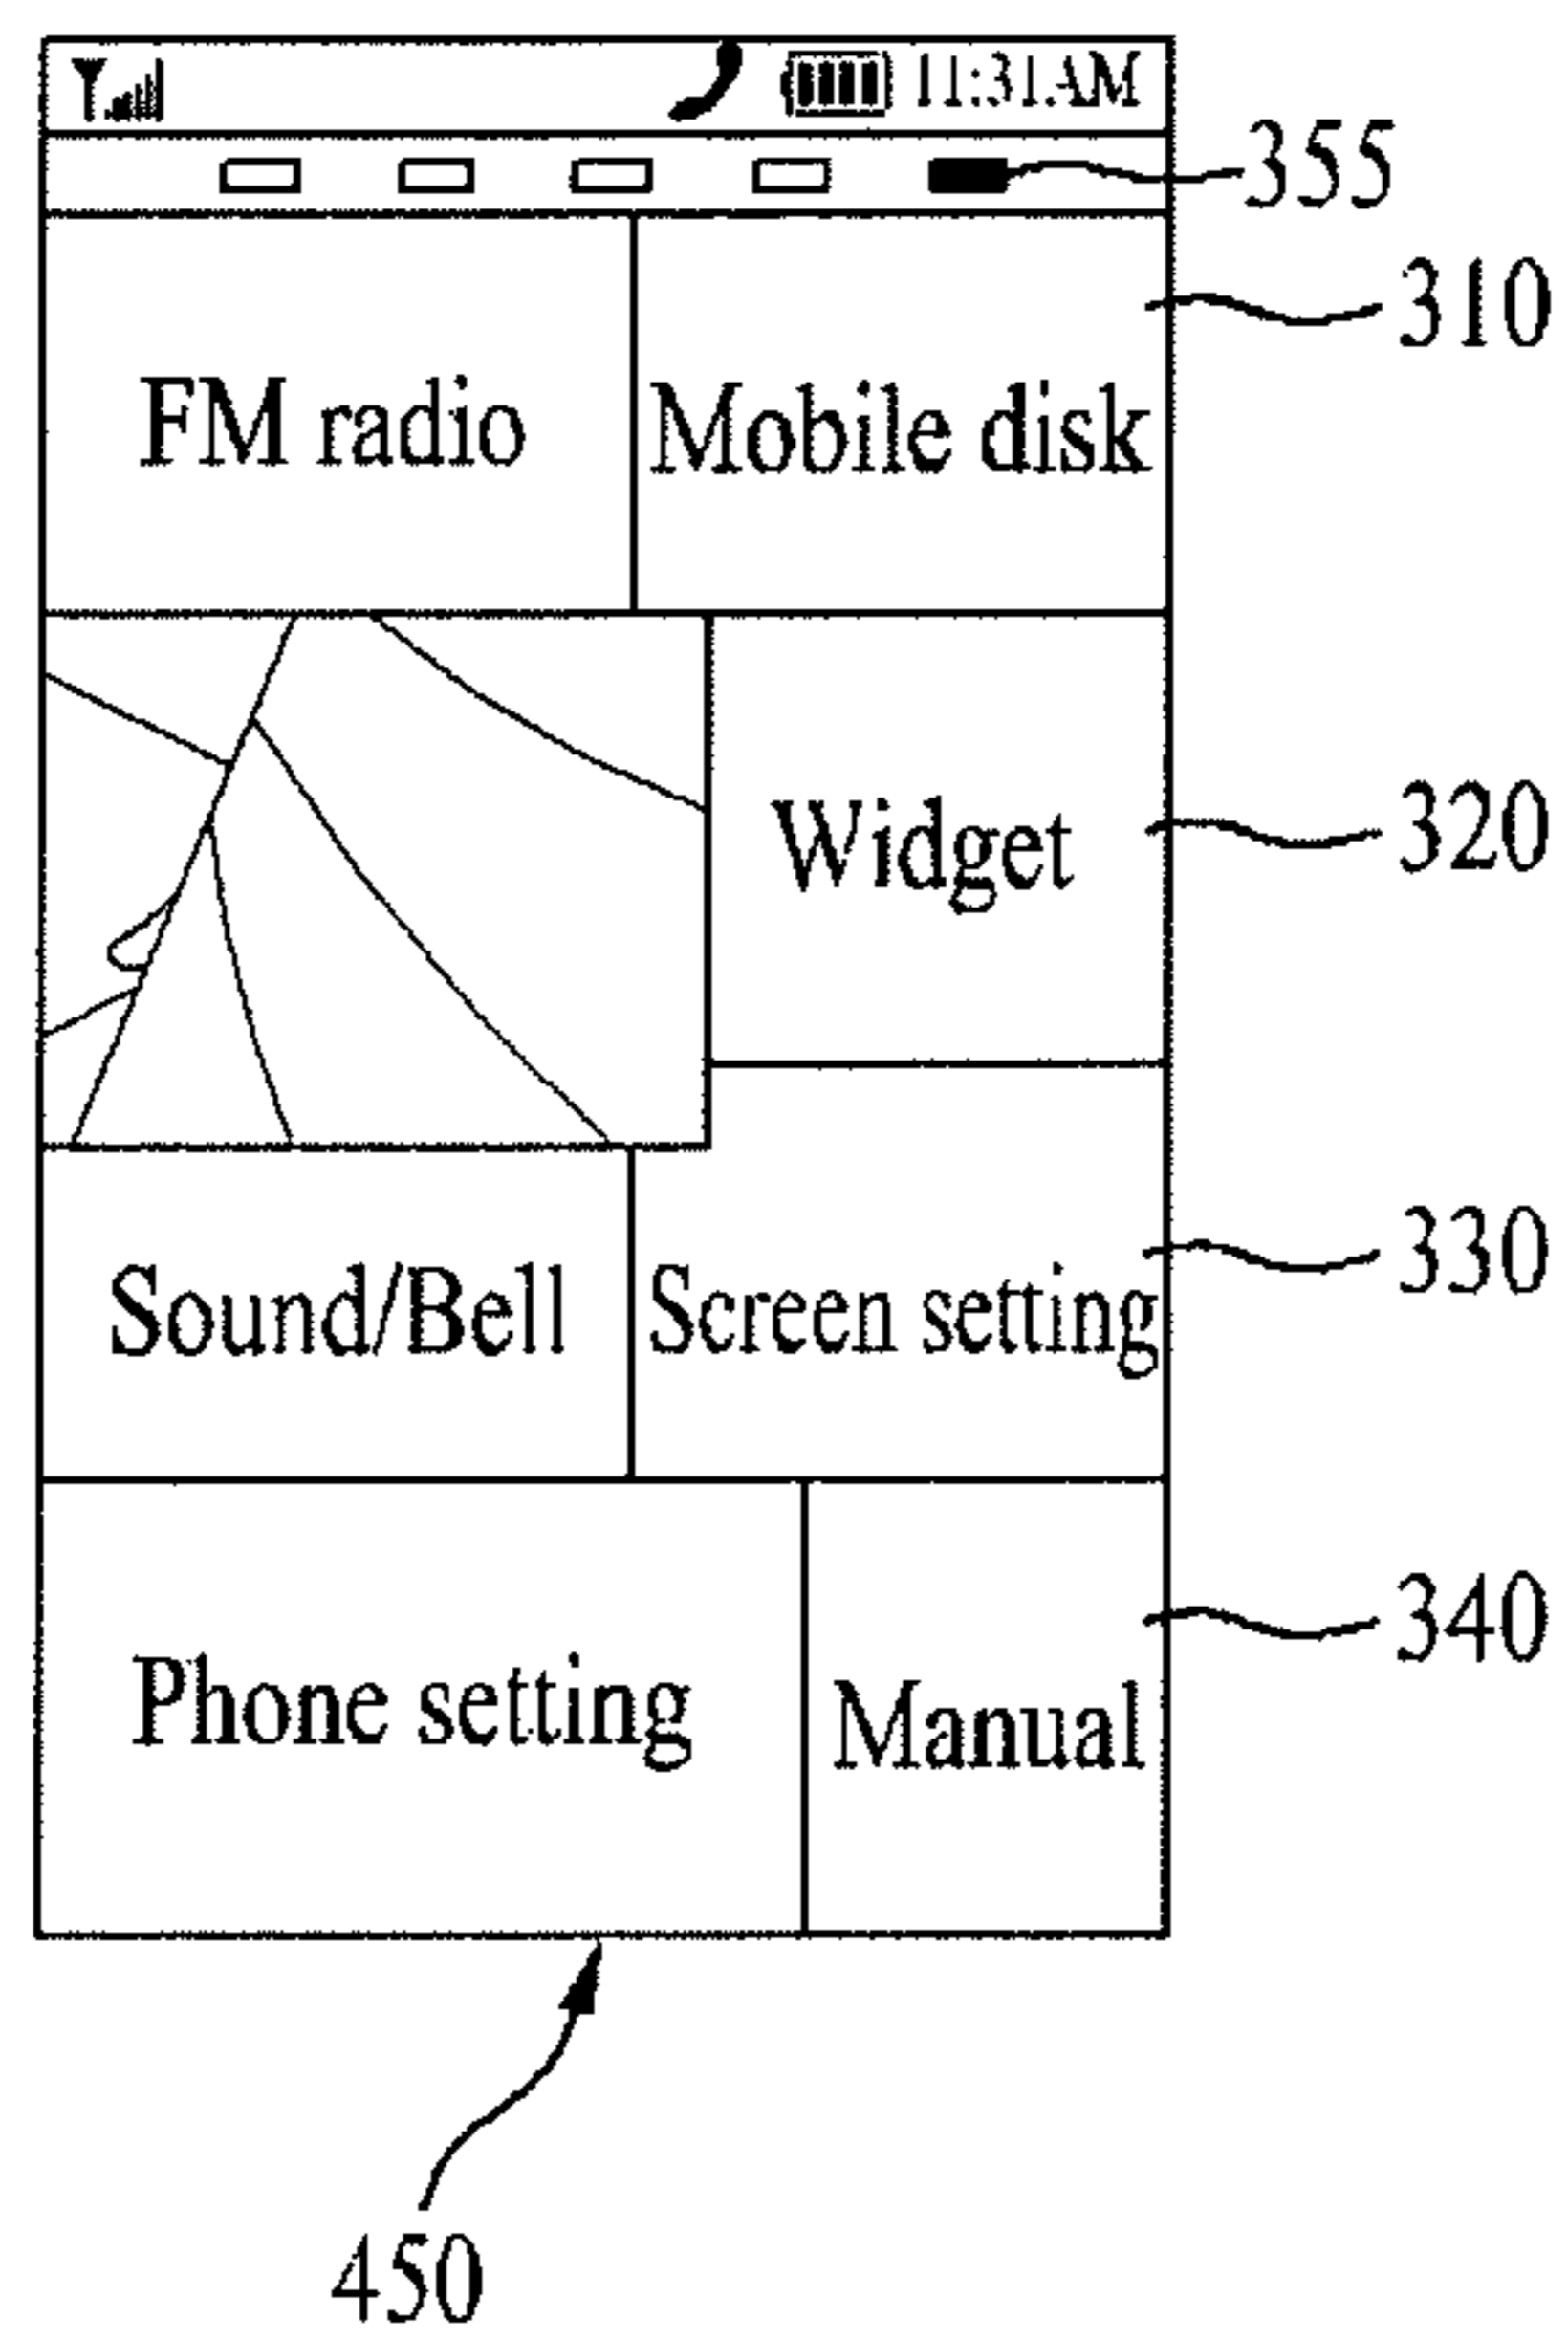 11:31AM
355
310
FM radio Mobile disk
Widget
320
330
Sound/Bell Screen setting
340
Phone setting Manual
450